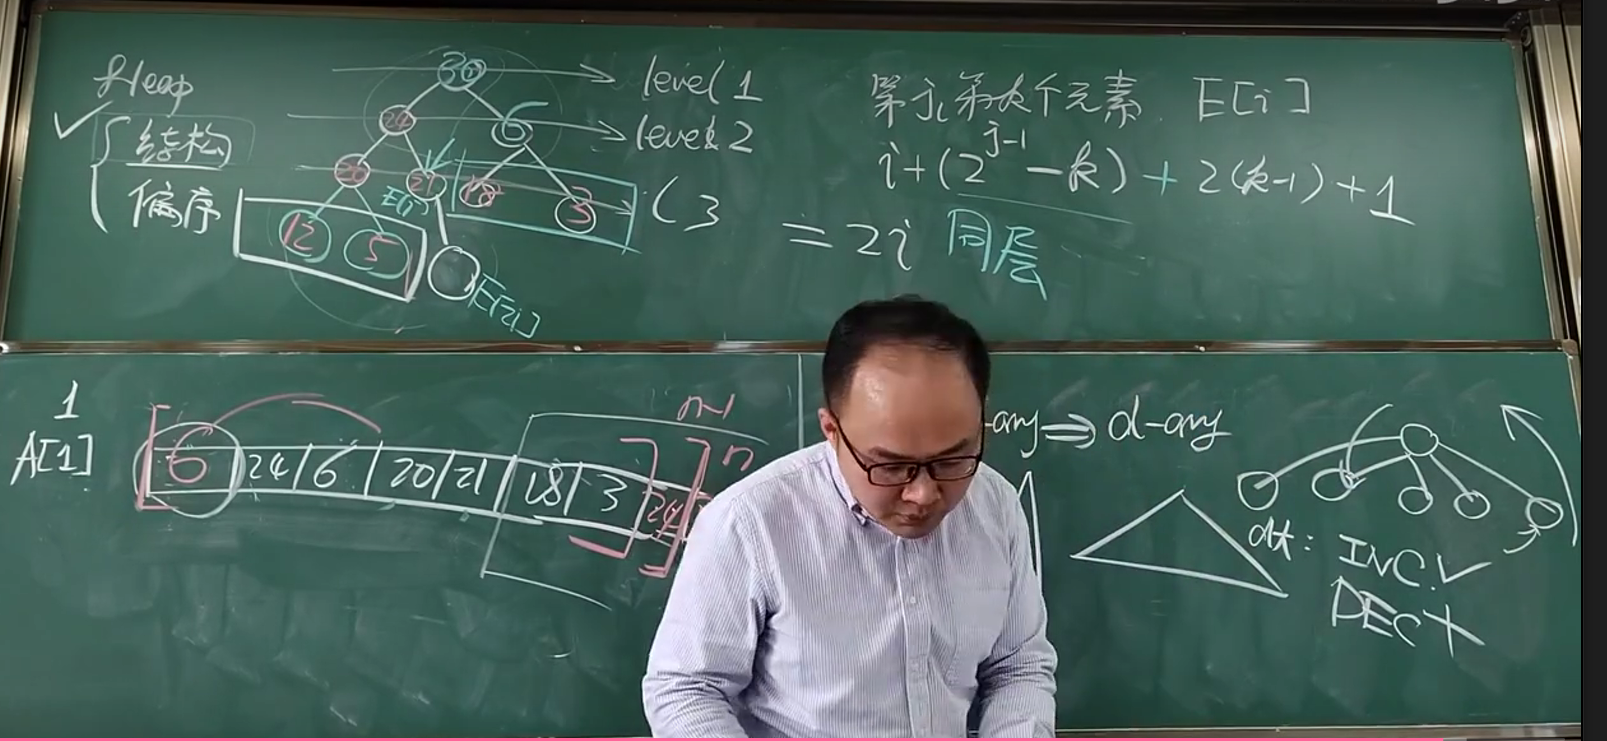 Heap
结构
偏序
30
24
6
20
21
18
3
12
5
E[i]
E[2i]
level 1
level 2
3
第j层第k个元素 E[i]
i+(2^{j-1}-k)+2(k-1)+1
=2i 同层
1
A[1]
6 24 6 20 21 18 3 24
n-1
n
-ary ⇒ d-ary
d↑: INC ✓
DEC ✗